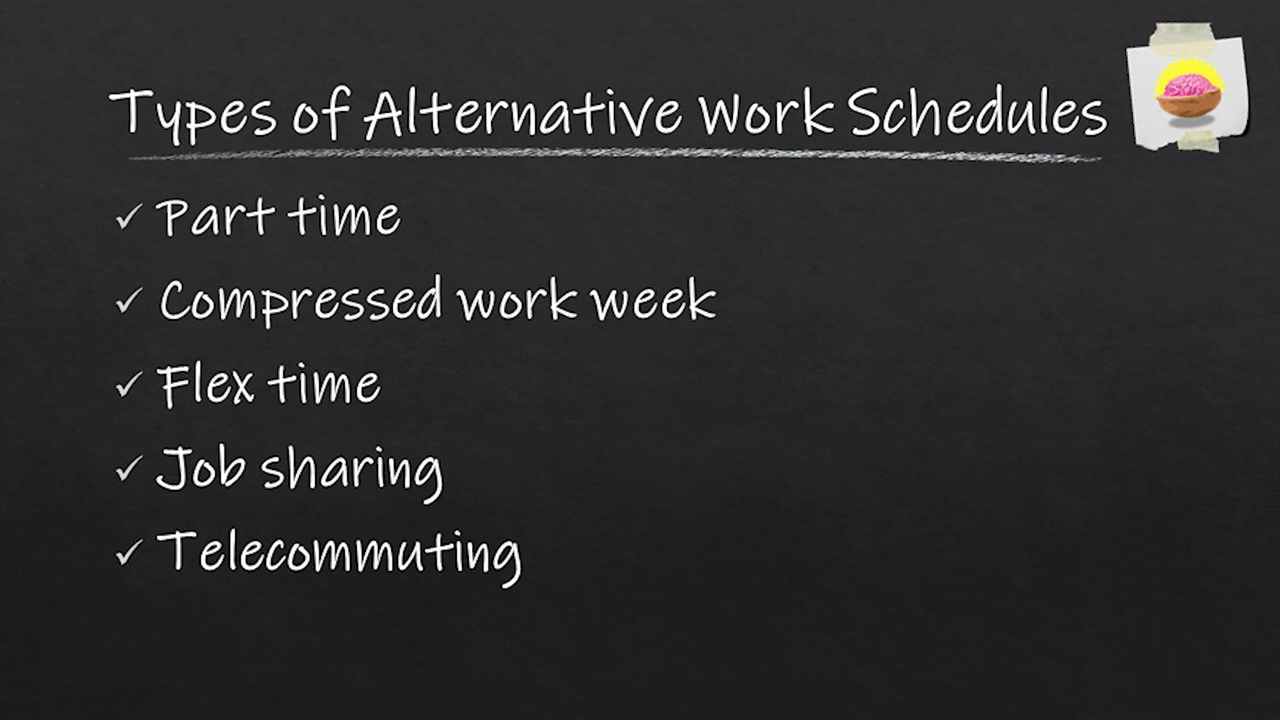 Types of Alternative Work Schedules
✓ Part time
✓ Compressed work week
✓ Flex time
✓ Job sharing
✓ Telecommuting